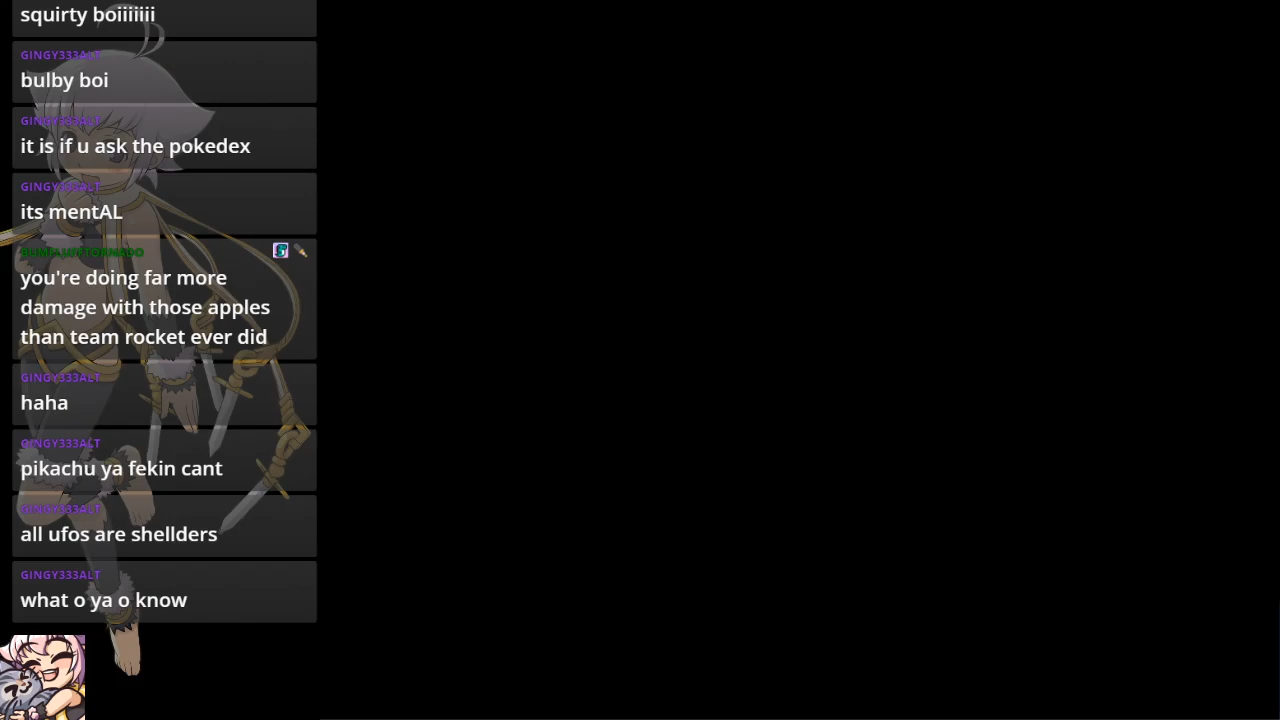 squirty boiiiiiii
GINGY333ALT
bulby boi
GINGY333ALT
it is if u ask the pokedex
GINGY333ALT
its mentAL
you're doing far more
damage with those apples
than team rocket ever did
GINGY333ALT
haha
GINGY333ALT
pikachu ya fekin cant
GINGY333ALT
all ufos are shellders
GINGY333ALT
what o ya o know